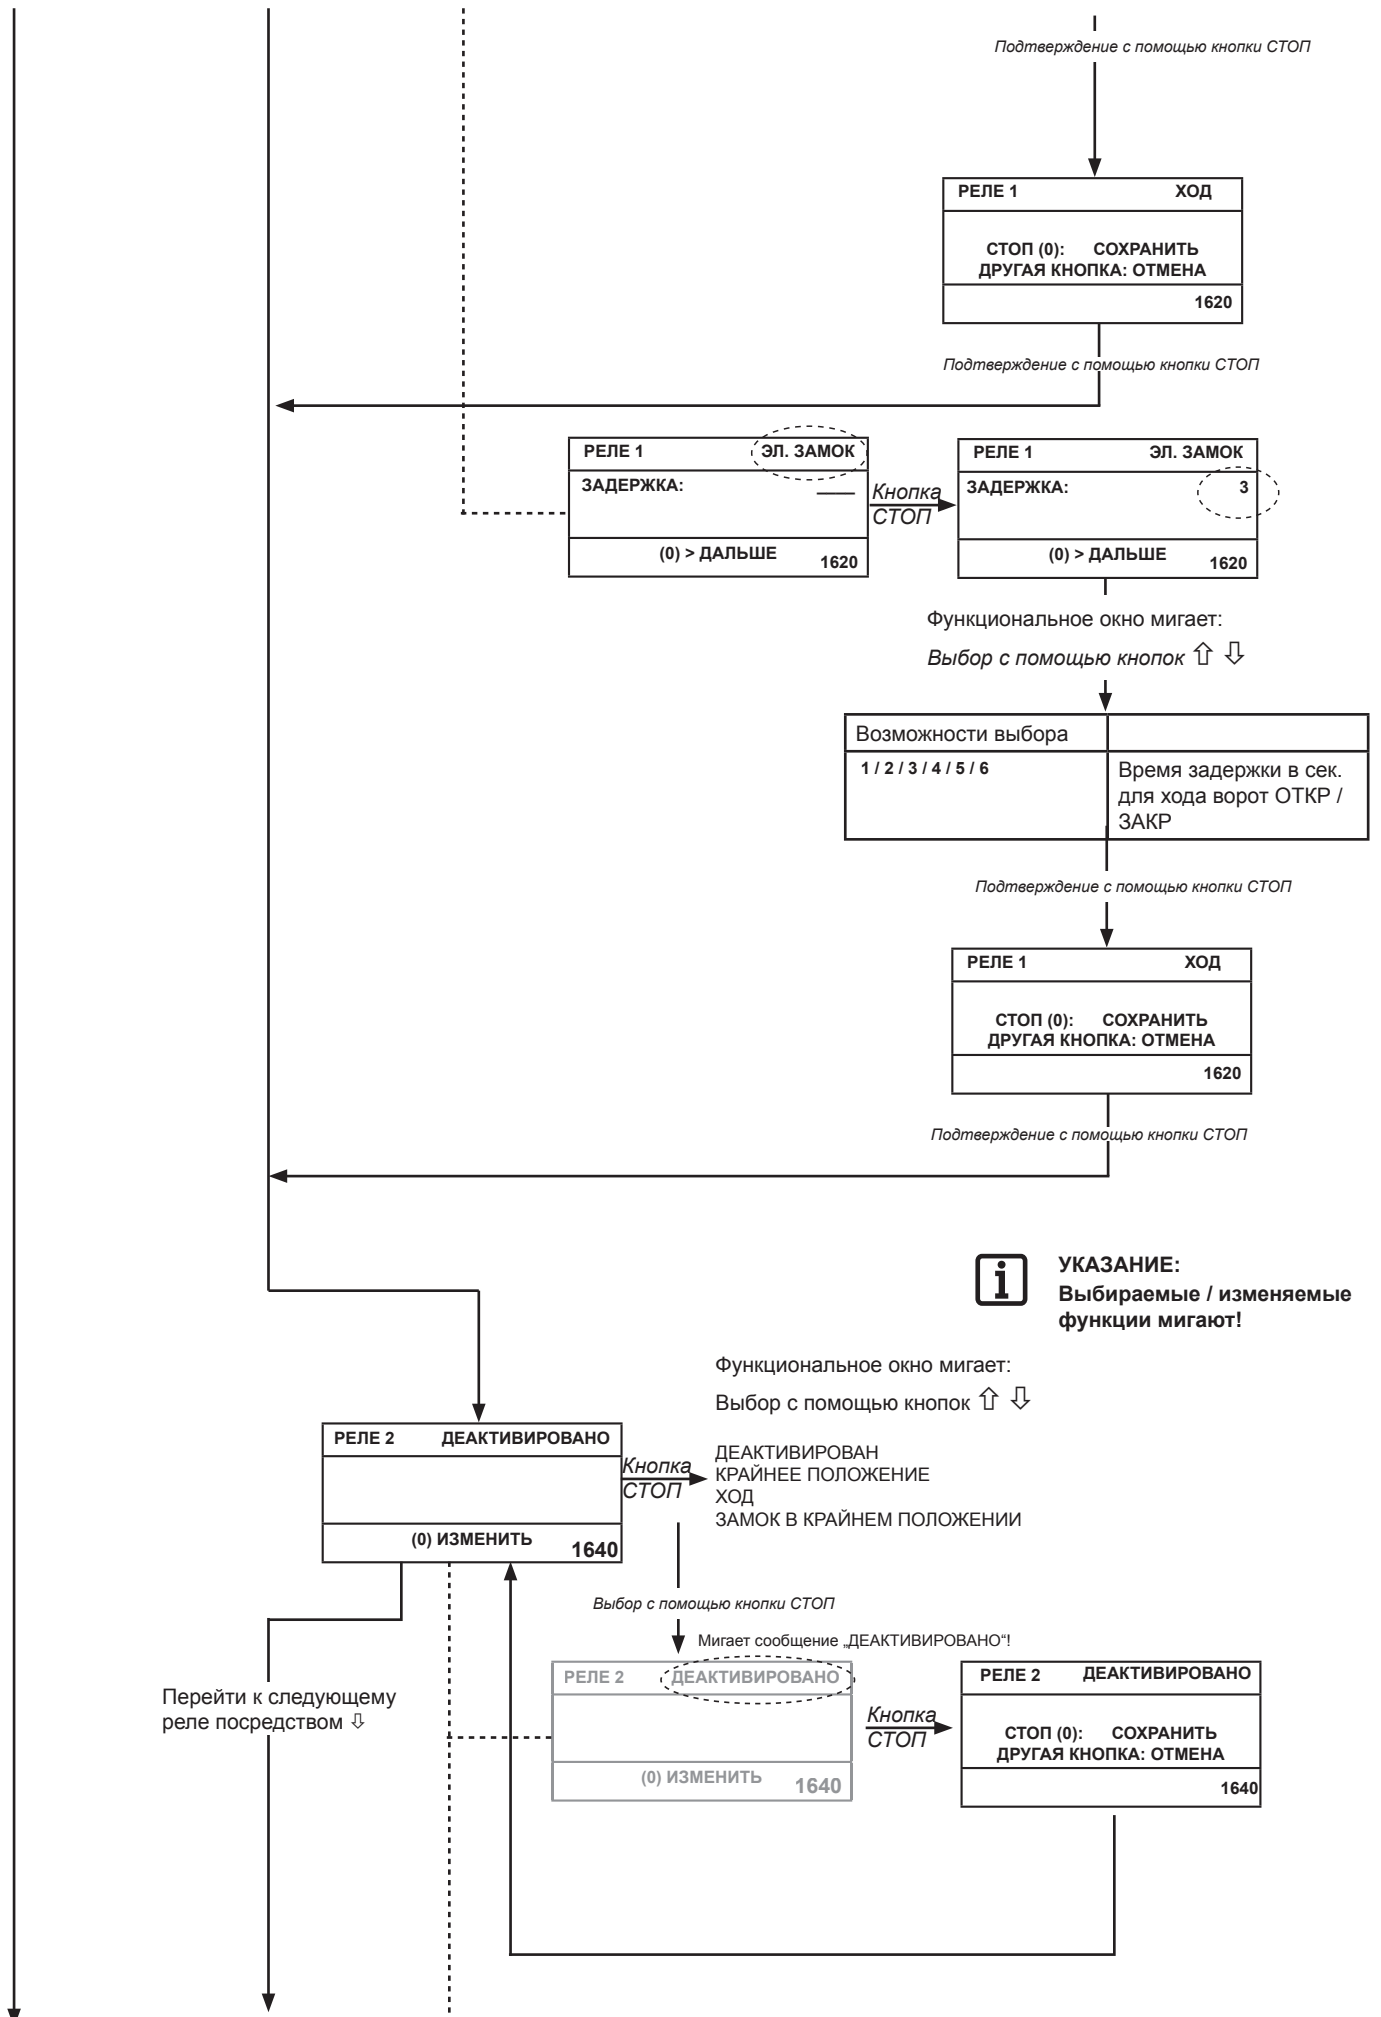 Подтверждение с помощью кнопки СТОП
РЕЛЕ 1 ХОД
СТОП (0): СОХРАНИТЬ
ДРУГАЯ КНОПКА: ОТМЕНА
1620
Подтверждение с помощью кнопки СТОП
РЕЛЕ 1 ЭЛ. ЗАМОК
ЗАДЕРЖКА: ____
(0) > ДАЛЬШЕ 1620
Кнопка
СТОП
РЕЛЕ 1 ЭЛ. ЗАМОК
ЗАДЕРЖКА: 3
(0) > ДАЛЬШЕ 1620
Функциональное окно мигает:
Выбор с помощью кнопок ⇧ ⇩
Возможности выбора
1 / 2 / 3 / 4 / 5 / 6
Время задержки в сек.
для хода ворот ОТКР /
ЗАКР
Подтверждение с помощью кнопки СТОП
РЕЛЕ 1 ХОД
СТОП (0): СОХРАНИТЬ
ДРУГАЯ КНОПКА: ОТМЕНА
1620
Подтверждение с помощью кнопки СТОП
УКАЗАНИЕ:
Выбираемые / изменяемые
функции мигают!
Функциональное окно мигает:
Выбор с помощью кнопок ⇧ ⇩
РЕЛЕ 2 ДЕАКТИВИРОВАНО
(0) ИЗМЕНИТЬ 1640
Кнопка
СТОП
ДЕАКТИВИРОВАН
КРАЙНЕЕ ПОЛОЖЕНИЕ
ХОД
ЗАМОК В КРАЙНЕМ ПОЛОЖЕНИИ
Выбор с помощью кнопки СТОП
Мигает сообщение „ДЕАКТИВИРОВАНО“!
Перейти к следующему
реле посредством ⇩
РЕЛЕ 2 ДЕАКТИВИРОВАНО
(0) ИЗМЕНИТЬ 1640
Кнопка
СТОП
РЕЛЕ 2 ДЕАКТИВИРОВАНО
СТОП (0): СОХРАНИТЬ
ДРУГАЯ КНОПКА: ОТМЕНА
1640